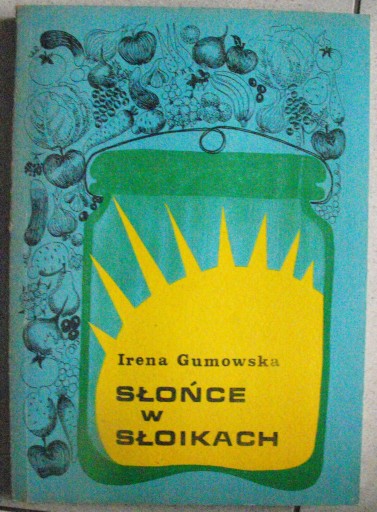 Irena Gumowska
SŁOŃCE
W
SŁOIKACH